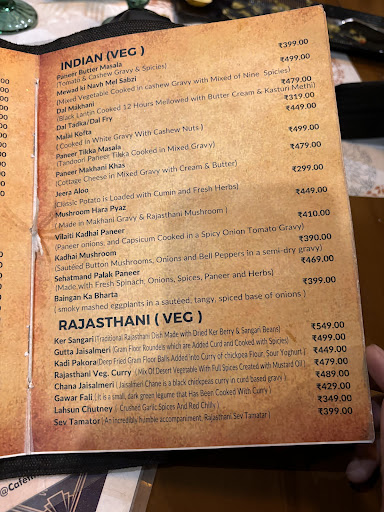 INDIAN (VEG )
Paneer Butter Masala ₹399.00
(Tomato & Cashew Gravy & Spicies)
Mewad ki Navh Mel Sabzi ₹499.00
(Mixed Vegetable Cooked in cashew Gravy With Mixed of Nine Spicies)
Dal Makhani ₹479.00
(Black Lantin Cooked 12 Hours Mellowed with Butter Cream & Kasturi Methi)
Dal Tadka/Dal Fry ₹319.00
Malai Kofta ₹449.00
( Cooked In White Gravy With Cashew Nuts )
Paneer Tikka Masala ₹499.00
(Tandoori Paneer Tikka Cooked in Mixed Gravy)
Paneer Makhani Khas ₹479.00
(Cottage Cheese in Mixed Gravy with Cream & Butter)
Jeera Aloo ₹299.00
(Classic Potato is Loaded with Cumin and Fresh Herbs)
Mushroom Hara Pyaz ₹449.00
( Made in Makhani Gravy & Rajasthani Mushroom )
Vilaiti Kadhai Paneer ₹410.00
(Paneer onions, and Capsicum Cooked in a Spicy Onion Tomato Gravy)
Kadhai Mushroom ₹390.00
(Sautéed Button Mushrooms, Onions and Bell Peppers in a semi-dry gravy)
Sehatmand Palak Paneer ₹469.00
(Made with Fresh Spinach, Onions, Spices, Paneer and Herbs)
Baingan Ka Bharta ₹399.00
( smoky mashed eggplants in a sautéed, tangy, spiced base of onions )
RAJASTHANI ( VEG )
Ker Sangari (Traditional Rajasthani Dish Made with Dried Ker Berry & Sangari Beans) ₹549.00
Gutta Jaisalmeri (Gram Floor Roundels which are Added Curd and Cooked with Spicies) ₹499.00
Kadi Pakora (Deep Fried Gram Floor Balls Added into Curry of chickpea Flour, Sour Yoghurt ) ₹449.00
Rajasthani Veg. Curry ( Mix Of Desert Vegetable With Full Spices Created with Mustard Oil ) ₹479.00
Chana Jaisalmeri ( Jaisalmeri Chane is a black chickpeas curry in curd based gravy ) ₹489.00
Gawar Fali ( It is a small, dark green legume that Has Been Cooked With Curry ) ₹429.00
Lahsun Chutney ( Crushed Garlic Spices And Red Chilly ) ₹349.00
Sev Tamator ( An incredibly humble accompaniment, Rajasthani, Sev Tamatar ) ₹399.00